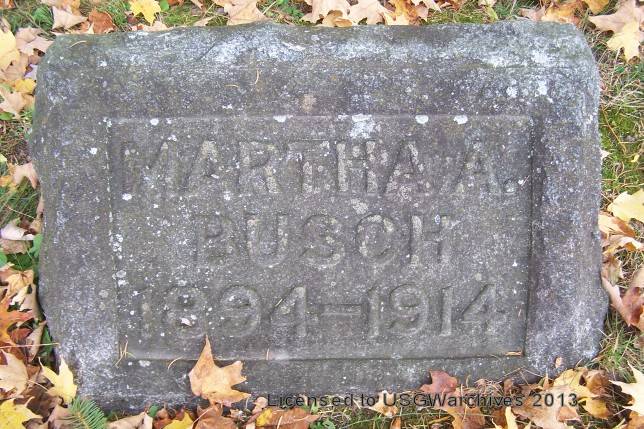 MARTHA A.
BUSCH
1894-1914
Licensed to USGWarchives 2013